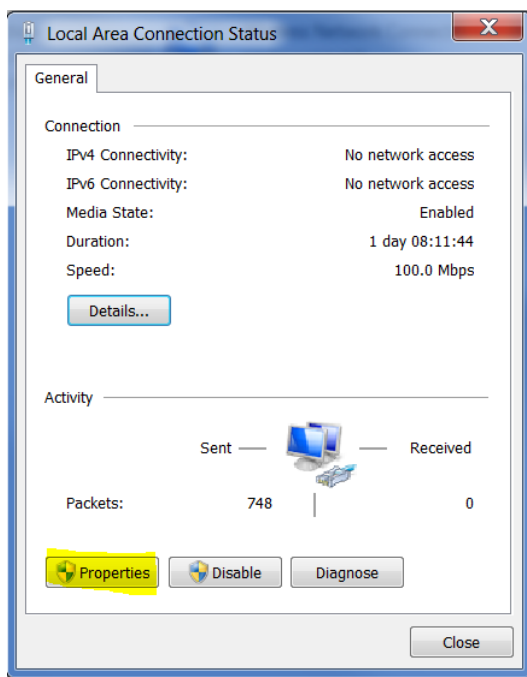 Local Area Connection Status
General
Connection
IPv4 Connectivity: No network access
IPv6 Connectivity: No network access
Media State: Enabled
Duration: 1 day 08:11:44
Speed: 100.0 Mbps
Details...
Activity
Sent Received
Packets: 748 0
Properties Disable Diagnose
Close